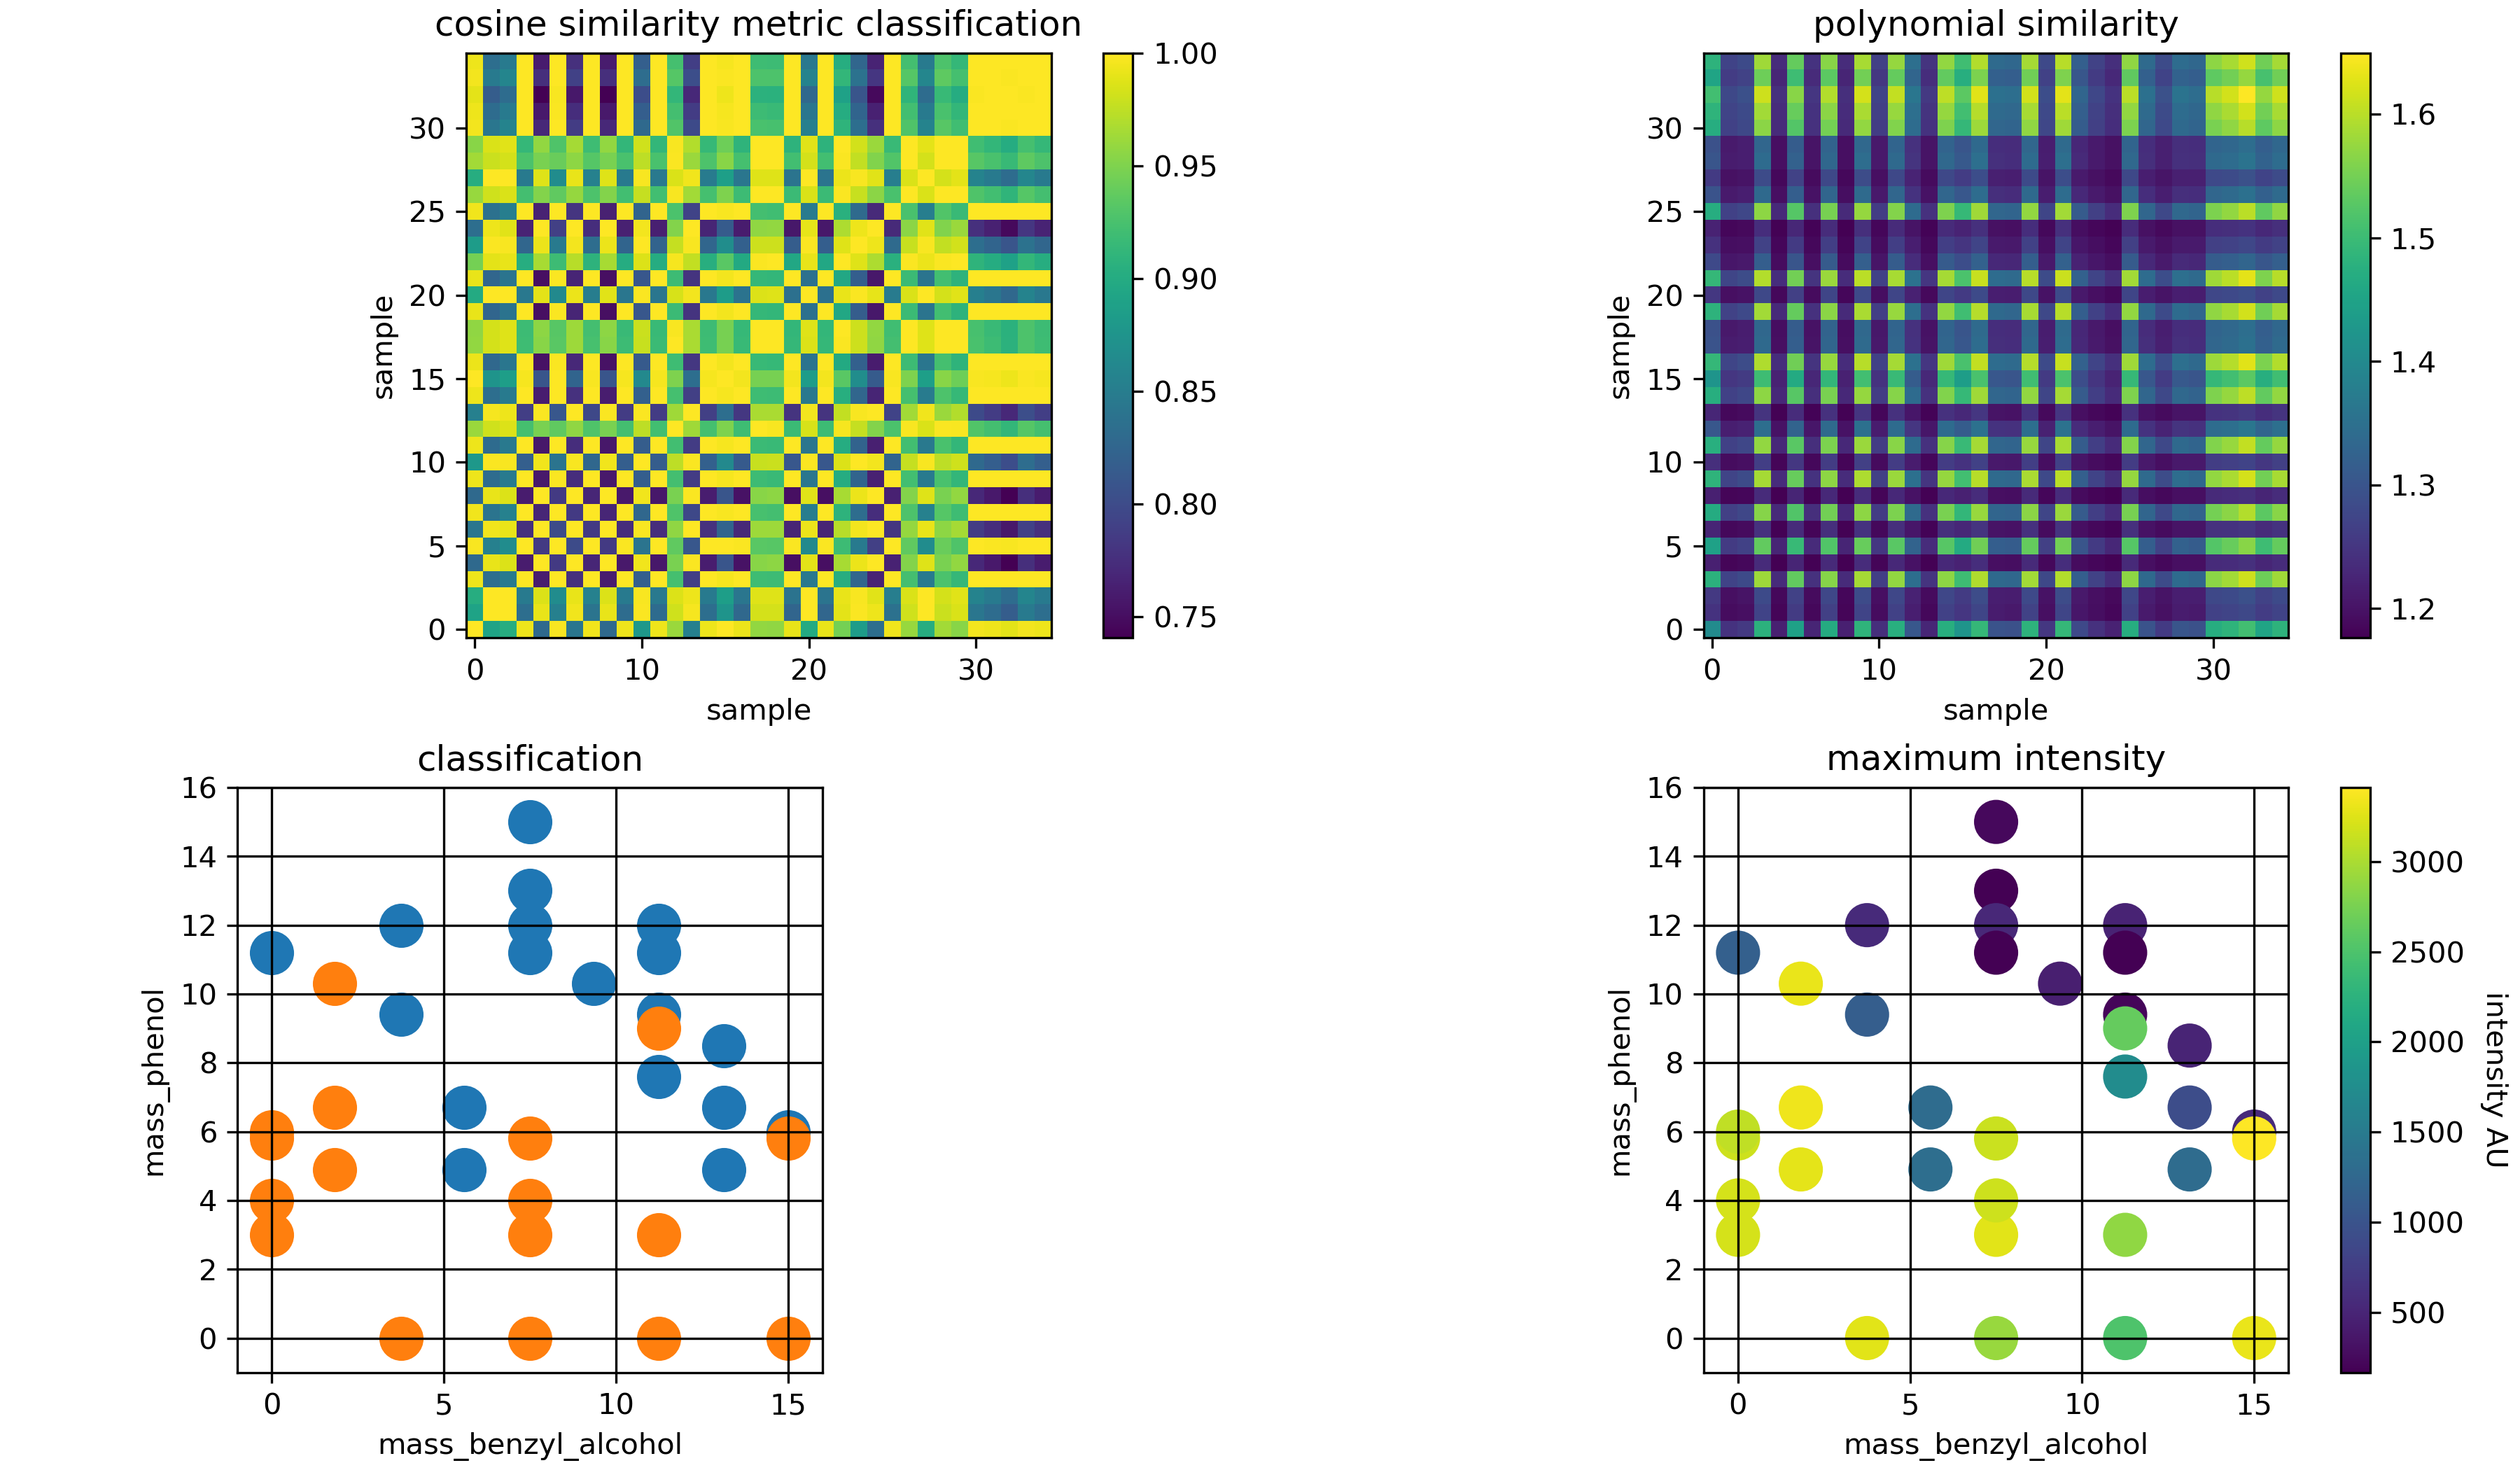 cosine similarity metric classification
sample
30
25
20
15
10
5
0
0 10 20 30
sample
1.00
0.95
0.90
0.85
0.80
0.75
polynomial similarity
sample
30
25
20
15
10
5
0
0 10 20 30
sample
1.6
1.5
1.4
1.3
1.2
classification
mass_phenol
16
14
12
10
8
6
4
2
0
0 5 10 15
mass_benzyl_alcohol
maximum intensity
mass_phenol
16
14
12
10
8
6
4
2
0
0 5 10 15
mass_benzyl_alcohol
3000
2500
2000
1500
1000
500
intensity AU